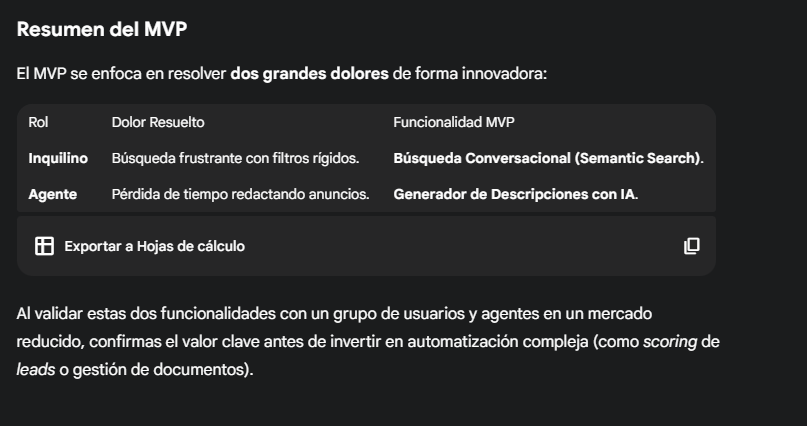 Resumen del MVP
El MVP se enfoca en resolver dos grandes dolores de forma innovadora:
Rol Dolor Resuelto Funcionalidad MVP
Inquilino Búsqueda frustrante con filtros rígidos. Búsqueda Conversacional (Semantic Search).
Agente Pérdida de tiempo redactando anuncios. Generador de Descripciones con IA.
Exportar a Hojas de cálculo
Al validar estas dos funcionalidades con un grupo de usuarios y agentes en un mercado
reducido, confirmas el valor clave antes de invertir en automatización compleja (como scoring de
leads o gestión de documentos).